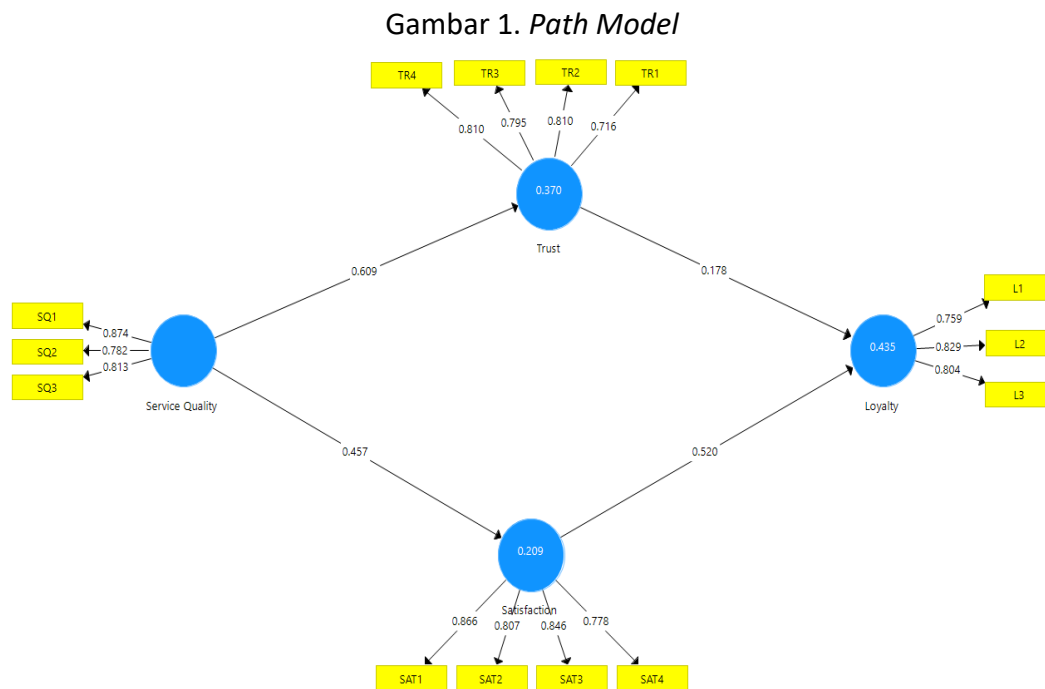 Gambar 1. Path Model
TR4
TR3
TR2
TR1
0.810
0.795
0.810
0.716
0.370
Trust
0.609
0.178
SQ1
SQ2
SQ3
0.874
0.782
0.813
Service Quality
L1
L2
L3
0.759
0.829
0.804
0.435
Loyalty
0.457
0.520
0.209
Satisfaction
0.866
0.807
0.846
0.778
SAT1
SAT2
SAT3
SAT4